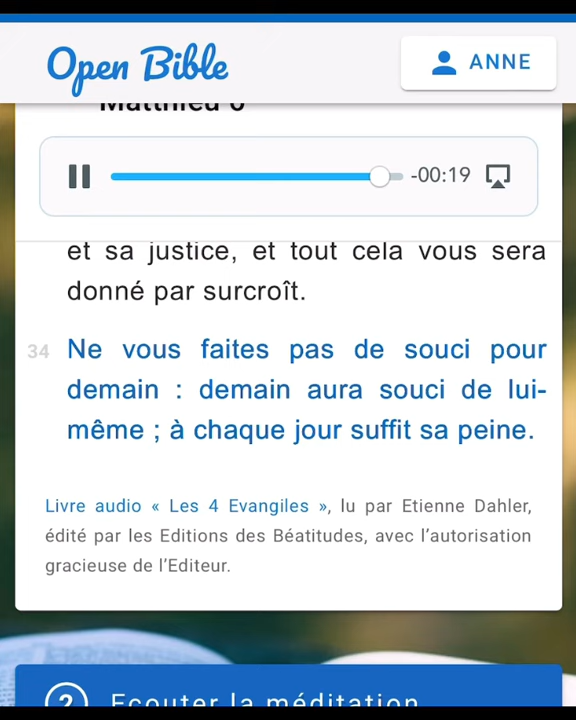 Open Bible
ANNE
Matthieu 6
-00:19
et sa justice, et tout cela vous sera
donné par surcroît.
34 Ne vous faites pas de souci pour
demain : demain aura souci de lui-
même ; à chaque jour suffit sa peine.
Livre audio « Les 4 Evangiles », lu par Etienne Dahler,
édité par les Editions des Béatitudes, avec l’autorisation
gracieuse de l’Editeur.
2 Ecouter la méditation